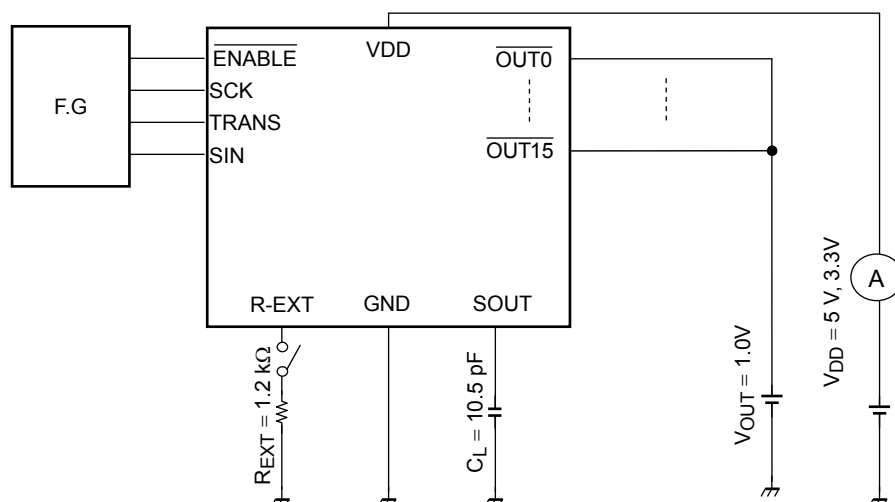 F.G
ENABLE
SCK
TRANS
SIN
VDD
OUT0
OUT15
R-EXT
GND
SOUT
REXT = 1.2 kΩ
CL = 10.5 pF
VOUT = 1.0V
VDD = 5 V, 3.3V
A